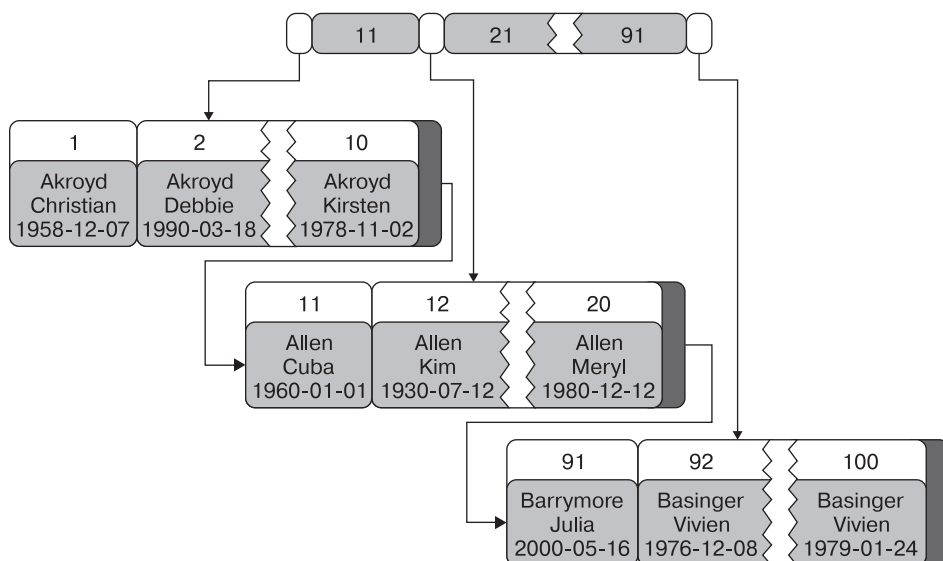 11 21 91
1 2 10
Akroyd Akroyd Akroyd
Christian Debbie Kirsten
1958-12-07 1990-03-18 1978-11-02
11 12 20
Allen Allen Allen
Cuba Kim Meryl
1960-01-01 1930-07-12 1980-12-12
91 92 100
Barrymore Basinger Basinger
Julia Vivien Vivien
2000-05-16 1976-12-08 1979-01-24